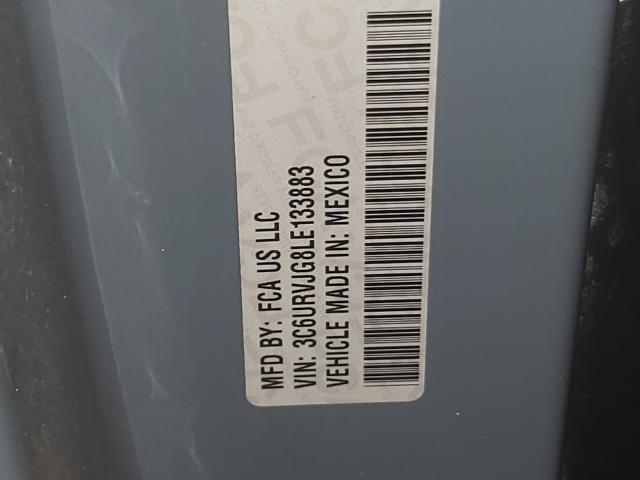 MFD BY: FCA US LLC
VIN: 3C6URVJG8LE133883
VEHICLE MADE IN: MEXICO